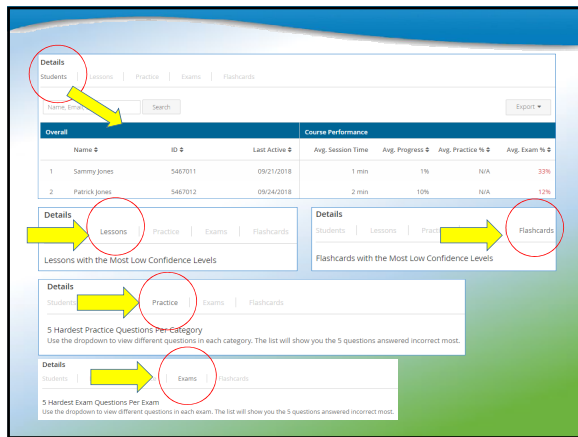 Details
Students Lessons Practice Exams Flashcards
Name, Email Search Export
Overall Course Performance
Name ID Last Active Avg. Session Time Avg. Progress Avg. Practice % Avg. Exam %
1 Sammy Jones 5467011 09/21/2018 1 min 1% N/A 33%
2 Patrick Jones 5467012 09/24/2018 2 min 10% N/A 12%
Details
Lessons Practice Exams Flashcards
Lessons with the Most Low Confidence Levels
Details
Students Lessons Flashcards
Flashcards with the Most Low Confidence Levels
Details
Students Practice Exams Flashcards
5 Hardest Practice Questions Per Category
Use the dropdown to view different questions in each category. The list will show you the 5 questions answered incorrect most.
Details
Students Exams Flashcards
5 Hardest Exam Questions Per Exam
Use the dropdown to view different questions in each exam. The list will show you the 5 questions answered incorrect most.